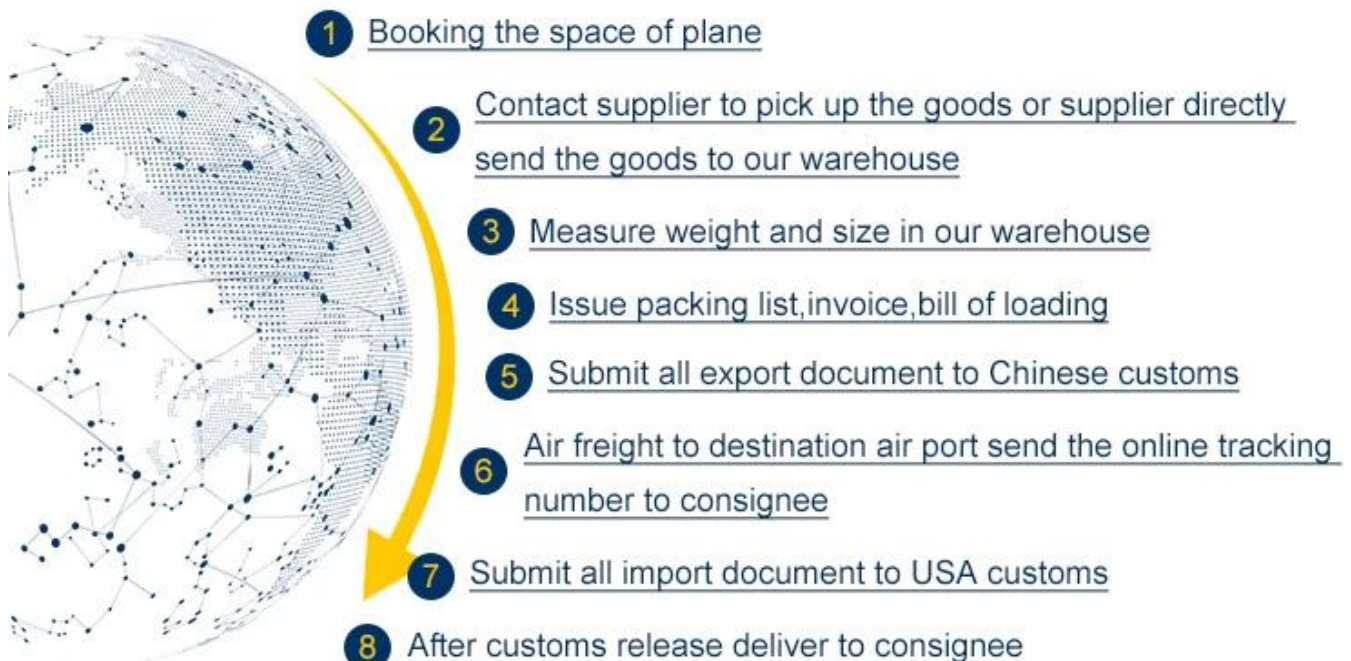 1 Booking the space of plane
2 Contact supplier to pick up the goods or supplier directly
send the goods to our warehouse
3 Measure weight and size in our warehouse
4 Issue packing list,invoice,bill of loading
5 Submit all export document to Chinese customs
6 Air freight to destination air port send the online tracking
number to consignee
7 Submit all import document to USA customs
8 After customs release deliver to consignee